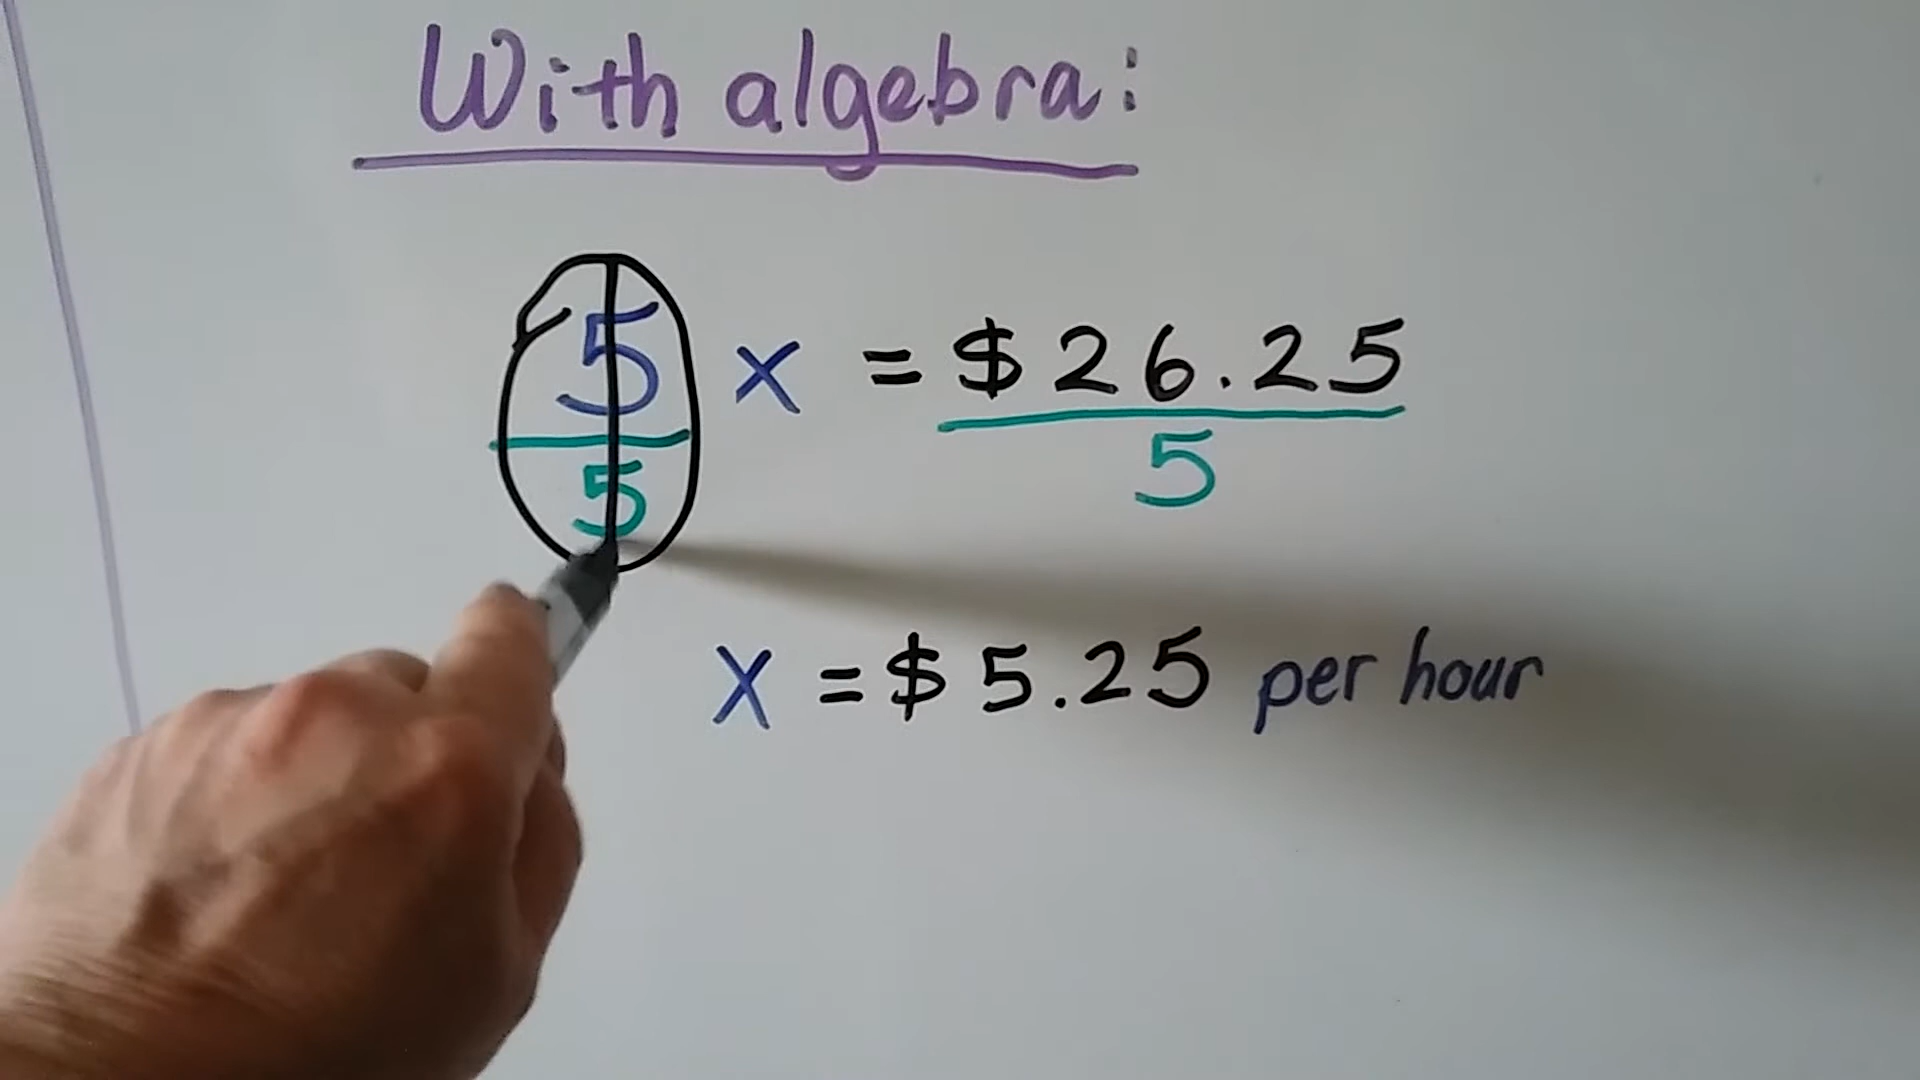 With algebra:
5 x = $26.25
5 5
x = $5.25 per hour